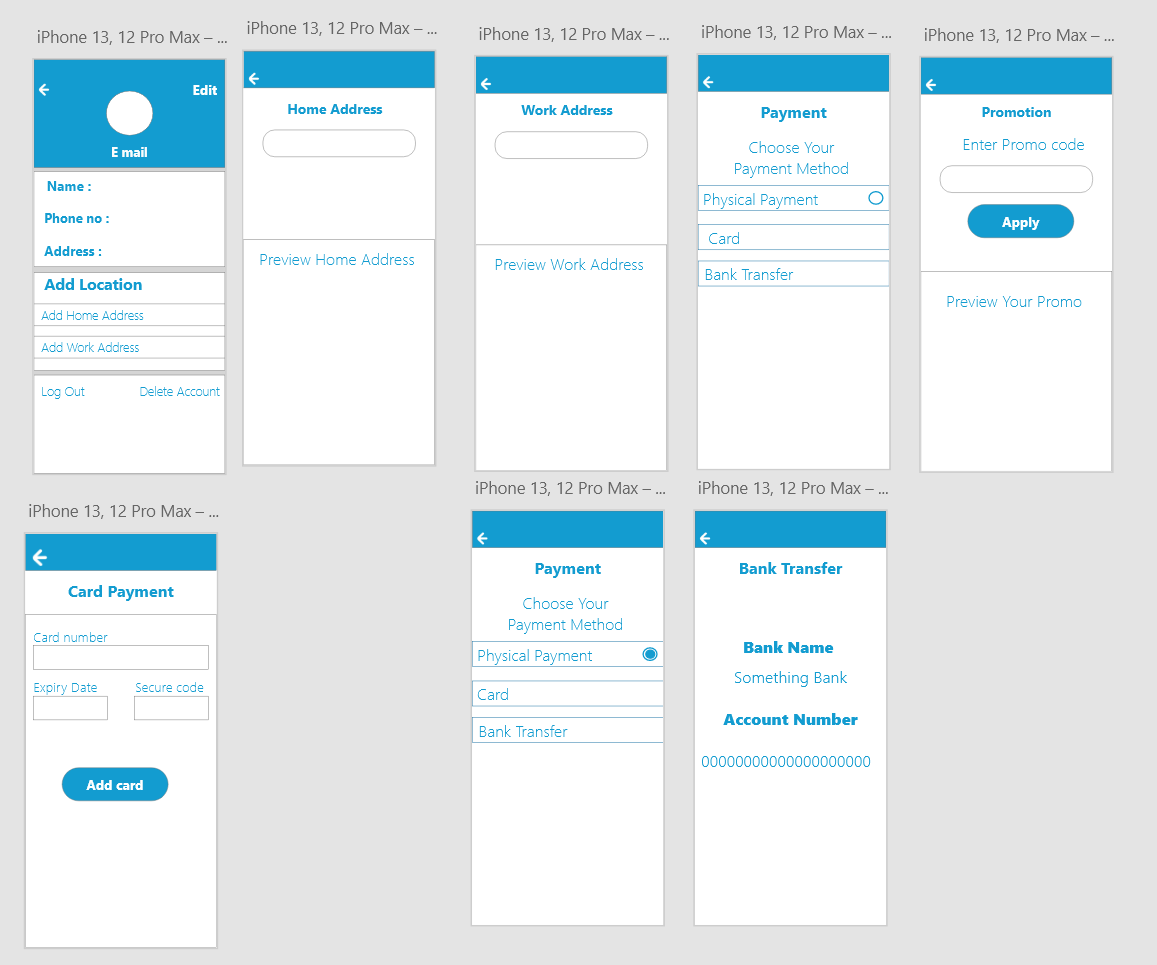 iPhone 13, 12 Pro Max – ...
Edit
E mail
Name :
Phone no :
Address :
Add Location
Add Home Address
Add Work Address
Log Out
Delete Account
iPhone 13, 12 Pro Max – ...
Home Address
Preview Home Address
iPhone 13, 12 Pro Max – ...
Work Address
Preview Work Address
iPhone 13, 12 Pro Max – ...
Payment
Choose Your
Payment Method
Physical Payment
Card
Bank Transfer
iPhone 13, 12 Pro Max – ...
Promotion
Enter Promo code
Apply
Preview Your Promo
iPhone 13, 12 Pro Max – ...
Card Payment
Card number
Expiry Date
Secure code
Add card
iPhone 13, 12 Pro Max – ...
Payment
Choose Your
Payment Method
Physical Payment
Card
Bank Transfer
iPhone 13, 12 Pro Max – ...
Bank Transfer
Bank Name
Something Bank
Account Number
00000000000000000000